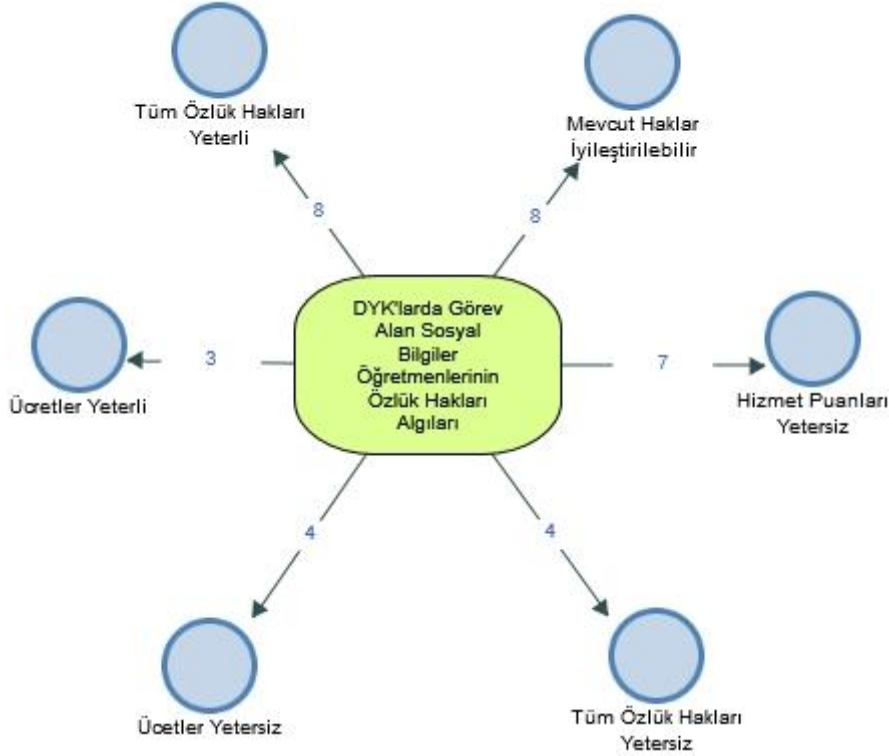 Tüm Özlük Hakları
Yeterli
Mevcut Haklar
İyileştirilebilir
8
8
DYK'larda Görev
Alan Sosyal
Bilgiler
Öğretmenlerinin
Özlük Hakları
Algıları
3
Ücretler Yeterli
7
Hizmet Puanları
Yetersiz
4
4
Ücetler Yetersiz
Tüm Özlük Hakları
Yetersiz